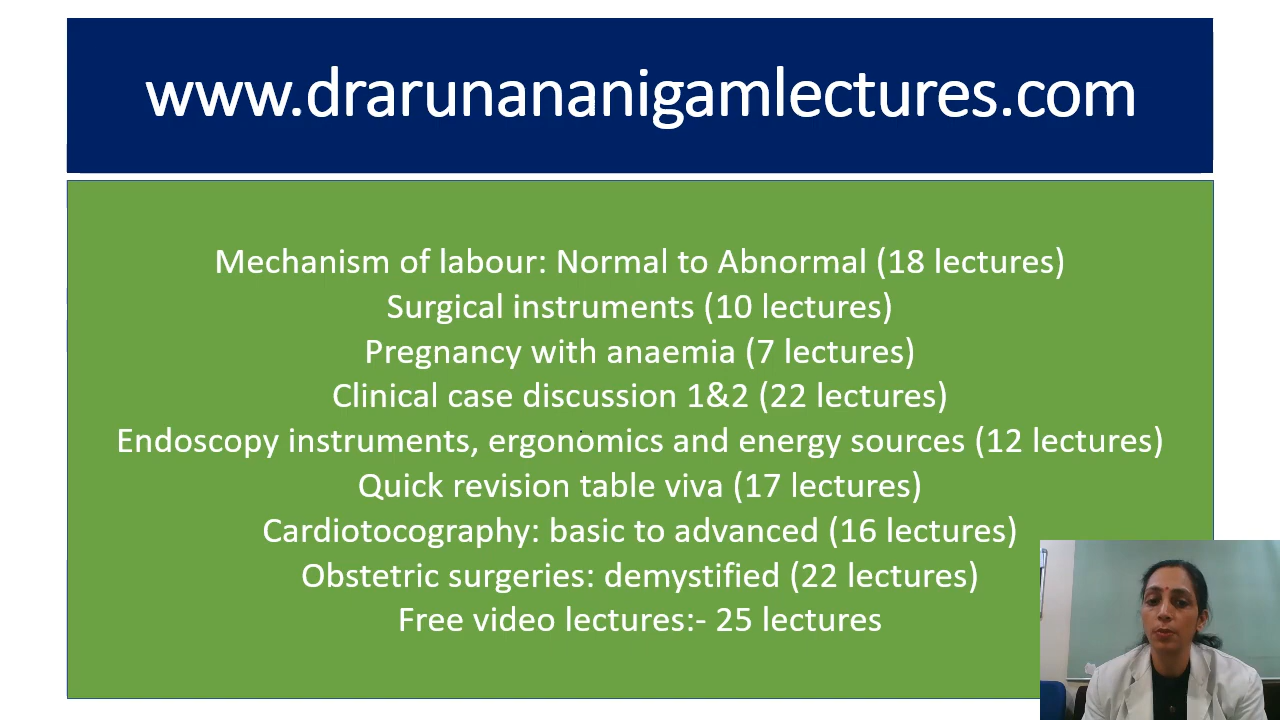 www.drarunananigamlectures.com
Mechanism of labour: Normal to Abnormal (18 lectures)
Surgical instruments (10 lectures)
Pregnancy with anaemia (7 lectures)
Clinical case discussion 1&2 (22 lectures)
Endoscopy instruments, ergonomics and energy sources (12 lectures)
Quick revision table viva (17 lectures)
Cardiotocography: basic to advanced (16 lectures)
Obstetric surgeries: demystified (22 lectures)
Free video lectures:- 25 lectures